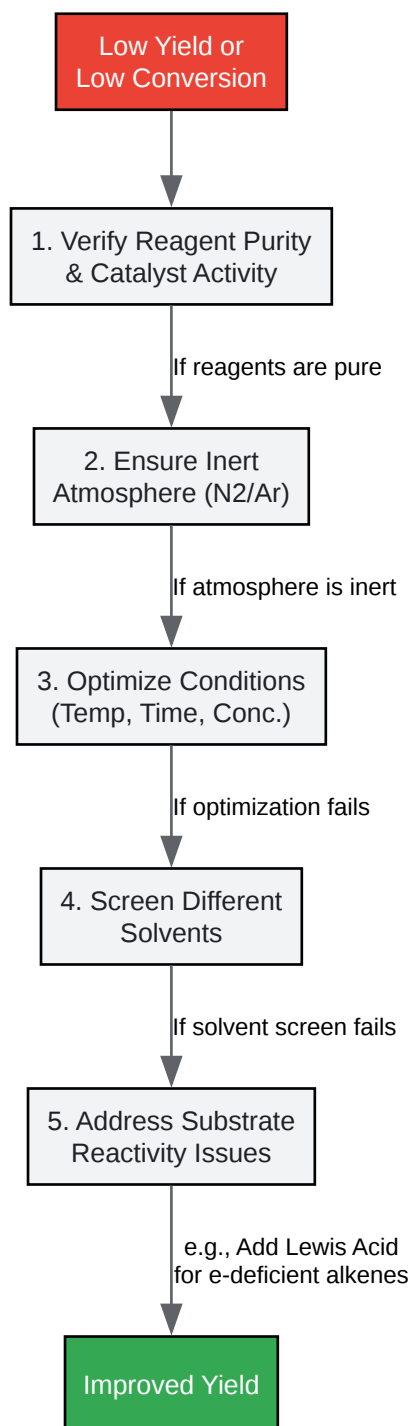 Low Yield or
Low Conversion
1. Verify Reagent Purity
& Catalyst Activity
If reagents are pure
2. Ensure Inert
Atmosphere (N2/Ar)
If atmosphere is inert
3. Optimize Conditions
(Temp, Time, Conc.)
If optimization fails
4. Screen Different
Solvents
If solvent screen fails
5. Address Substrate
Reactivity Issues
e.g., Add Lewis Acid
for e-deficient alkenes
Improved Yield